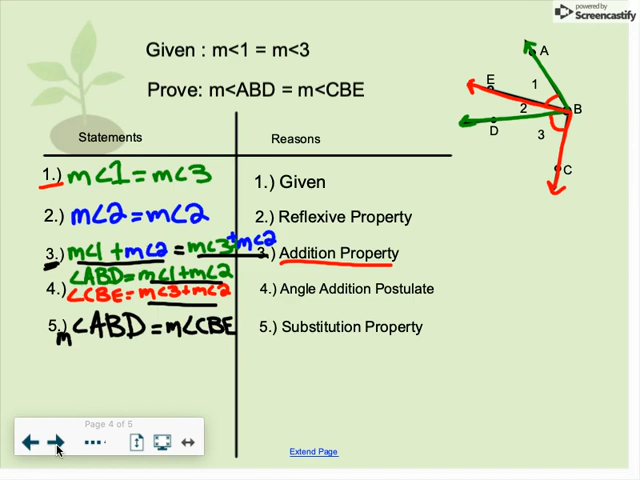 powered by
Screencastify
Given : m<1 = m<3
Prove: m<ABD = m<CBE
A
E
1
B
2
D
3
C
Statements
Reasons
1.) m∠1 = m∠3
1.) Given
2.) m∠2 = m∠2
2.) Reflexive Property
3.) m∠1 + m∠2 = m∠3 + m∠2
3.) Addition Property
∠ABD = m∠1 + m∠2
4.) ∠CBE = m∠3 + m∠2
4.) Angle Addition Postulate
5.) m∠ABD = m∠CBE
5.) Substitution Property
Page 4 of 5
Extend Page